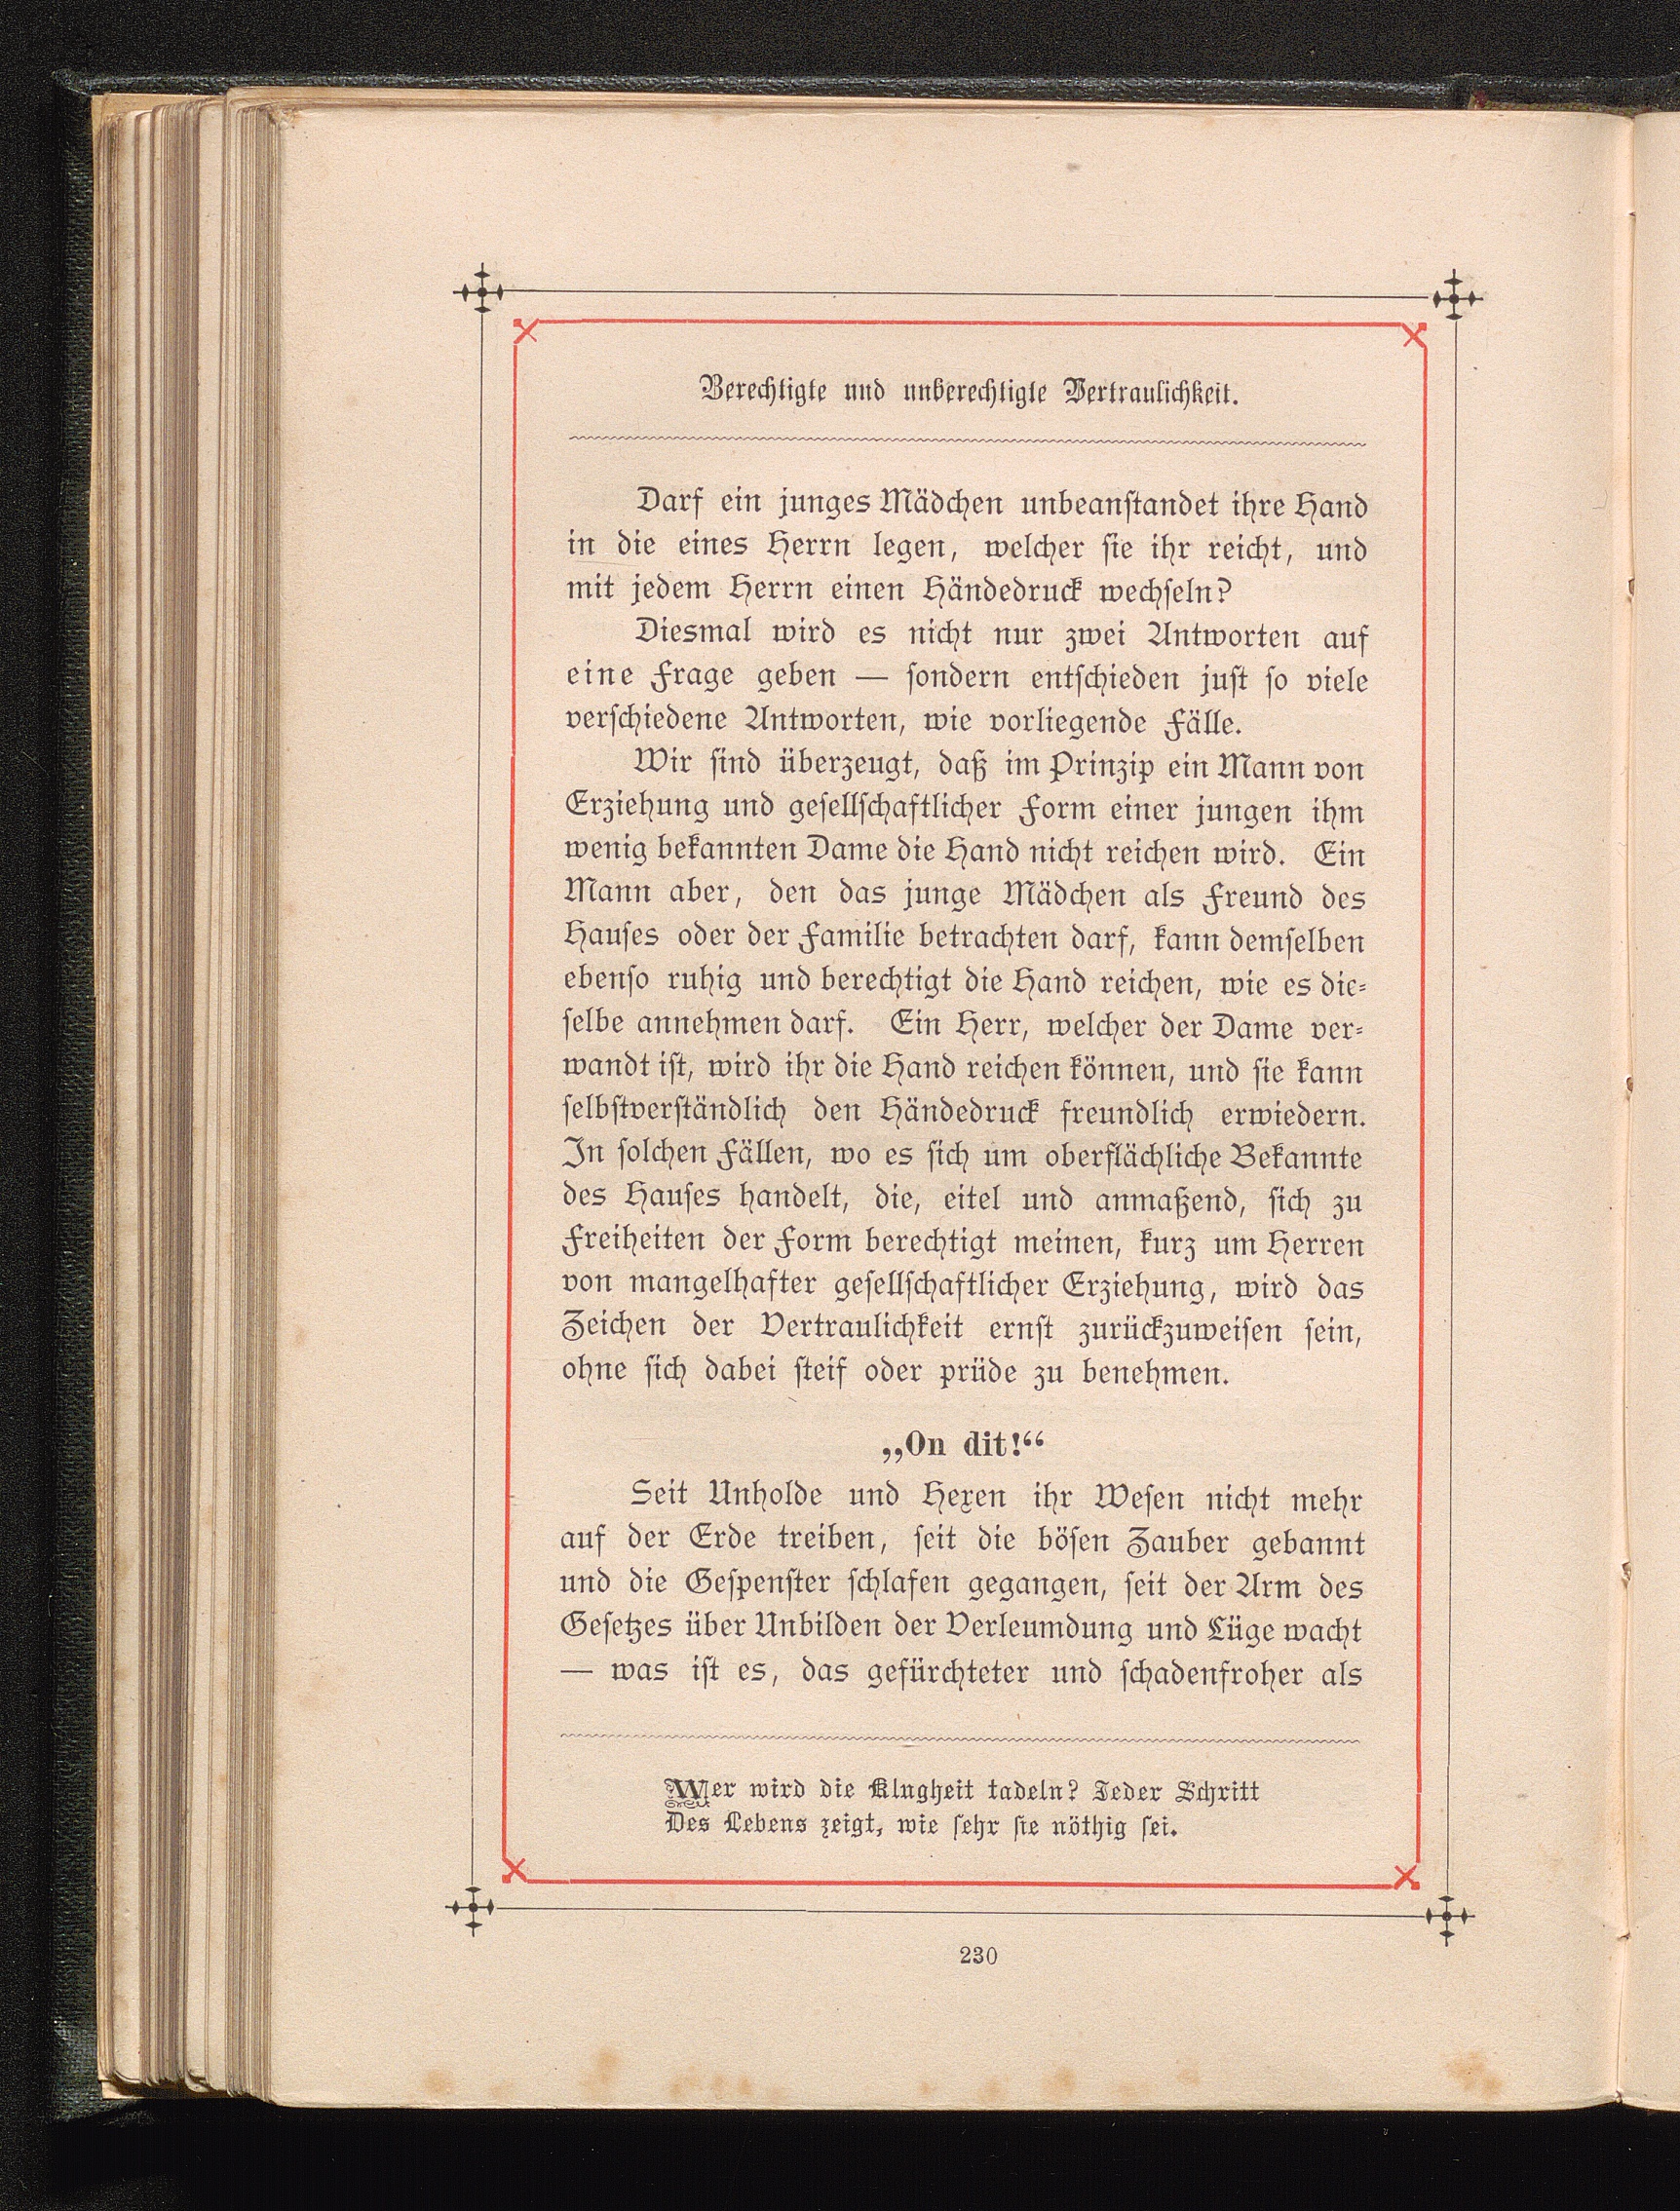 Berechtigte und unberechtigte Vertraulichkeit.
Darf ein junges Mädchen unbeanstandet ihre Hand
in die eines Herrn legen, welcher sie ihr reicht, und
mit jedem Herrn einen Händedruck wechseln?
Diesmal wird es nicht nur zwei Antworten auf
eine Frage geben — sondern entschieden just so viele
verschiedene Antworten, wie vorliegende Fälle.
Wir sind überzeugt, daß im Prinzip ein Mann von
Erziehung und gesellschaftlicher Form einer jungen ihm
wenig bekannten Dame die Hand nicht reichen wird. Ein
Mann aber, den das junge Mädchen als Freund des
Hauses oder der Familie betrachten darf, kann demselben
ebenso ruhig und berechtigt die Hand reichen, wie es die-
selbe annehmen darf. Ein Herr, welcher der Dame ver-
wandt ist, wird ihr die Hand reichen können, und sie kann
selbstverständlich den Händedruck freundlich erwiedern.
In solchen Fällen, wo es sich um oberflächliche Bekannte
des Hauses handelt, die, eitel und anmaßend, sich zu
Freiheiten der Form berechtigt meinen, kurz um Herren
von mangelhafter gesellschaftlicher Erziehung, wird das
Zeichen der Vertraulichkeit ernst zurückzuweisen sein,
ohne sich dabei steif oder prüde zu benehmen.
„On dit!“
Seit Unholde und Hexen ihr Wesen nicht mehr
auf der Erde treiben, seit die bösen Zauber gebannt
und die Gespenster schlafen gegangen, seit der Arm des
Gesetzes über Unbilden der Verleumdung und Lüge wacht
— was ist es, das gefürchteter und schadenfroher als
Wer wird die Klugheit tadeln? Jeder Schritt
Des Lebens zeigt, wie sehr sie nöthig sei.
230